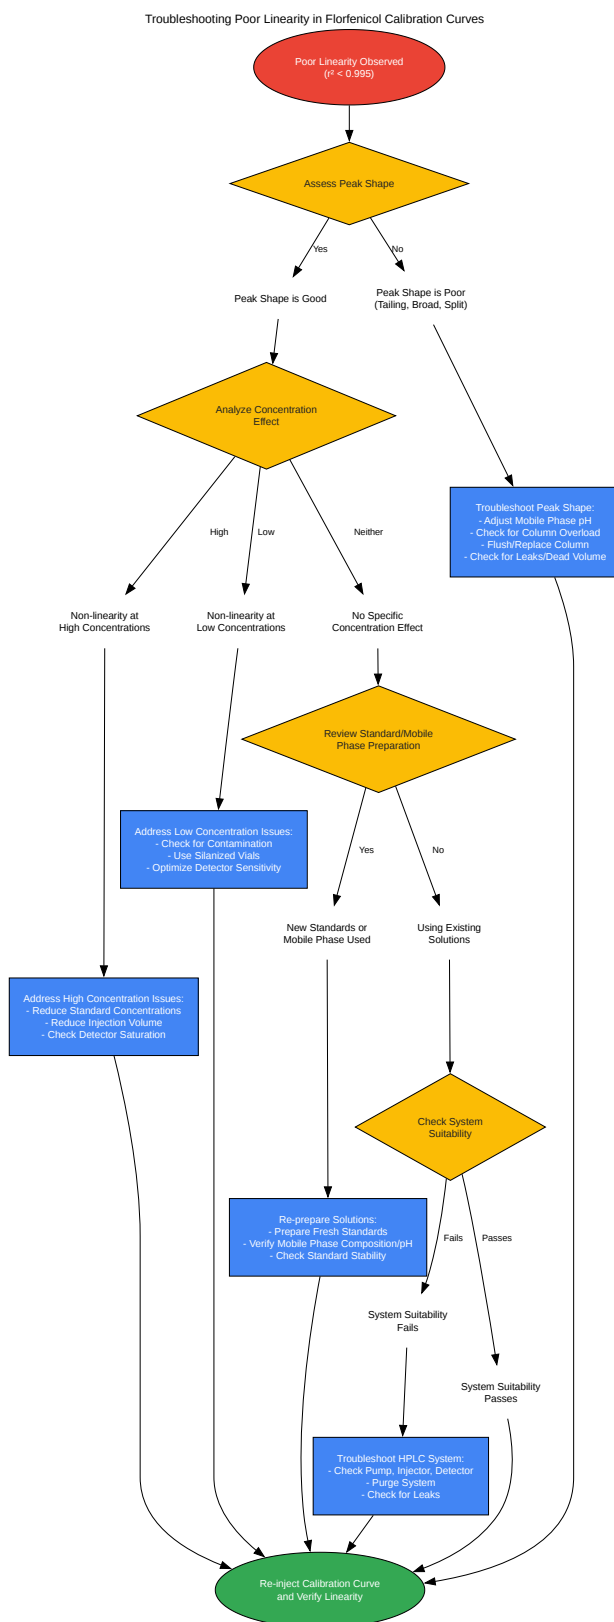 Troubleshooting Poor Linearity in Florfenicol Calibration Curves
Poor Linearity Observed
(r² < 0.995)
Assess Peak Shape
Yes
No
Peak Shape is Good
Peak Shape is Poor
(Tailing, Broad, Split)
Analyze Concentration
Effect
High
Low
Neither
Troubleshoot Peak Shape:
- Adjust Mobile Phase pH
- Check for Column Overload
- Flush/Replace Column
- Check for Leaks/Dead Volume
Non-linearity at
High Concentrations
Non-linearity at
Low Concentrations
No Specific
Concentration Effect
Review Standard/Mobile
Phase Preparation
Address Low Concentration Issues:
- Check for Contamination
- Use Silanized Vials
- Optimize Detector Sensitivity
Yes
No
New Standards or
Mobile Phase Used
Using Existing
Solutions
Address High Concentration Issues:
- Reduce Standard Concentrations
- Reduce Injection Volume
- Check Detector Saturation
Check System
Suitability
Re-prepare Solutions:
- Prepare Fresh Standards
- Verify Mobile Phase Composition/pH
- Check Standard Stability
Fails
Passes
System Suitability
Fails
System Suitability
Passes
Troubleshoot HPLC System:
- Check Pump, Injector, Detector
- Purge System
- Check for Leaks
Re-inject Calibration Curve
and Verify Linearity